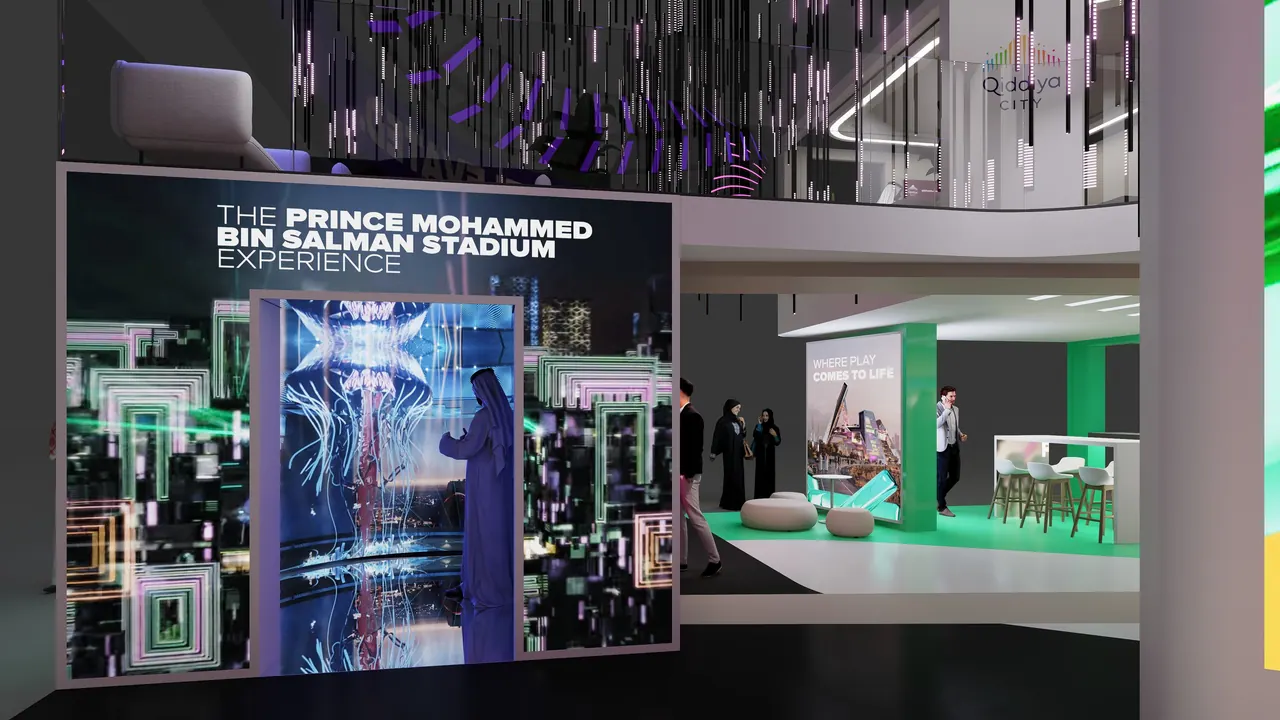 Qiddiya
CITY
THE PRINCE MOHAMMED
BIN SALMAN STADIUM
EXPERIENCE
WHERE PLAY
COMES TO LIFE